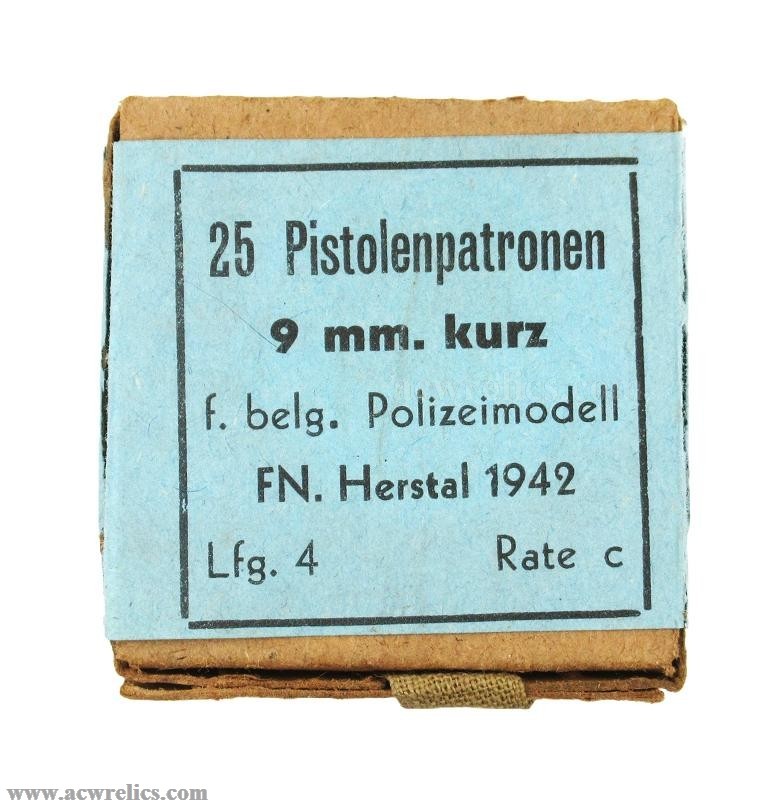 25 Pistolenpatronen
9 mm. kurz
f. belg. Polizeimodell
FN. Herstal 1942
Lfg. 4 Rate c
www.acwrelics.com